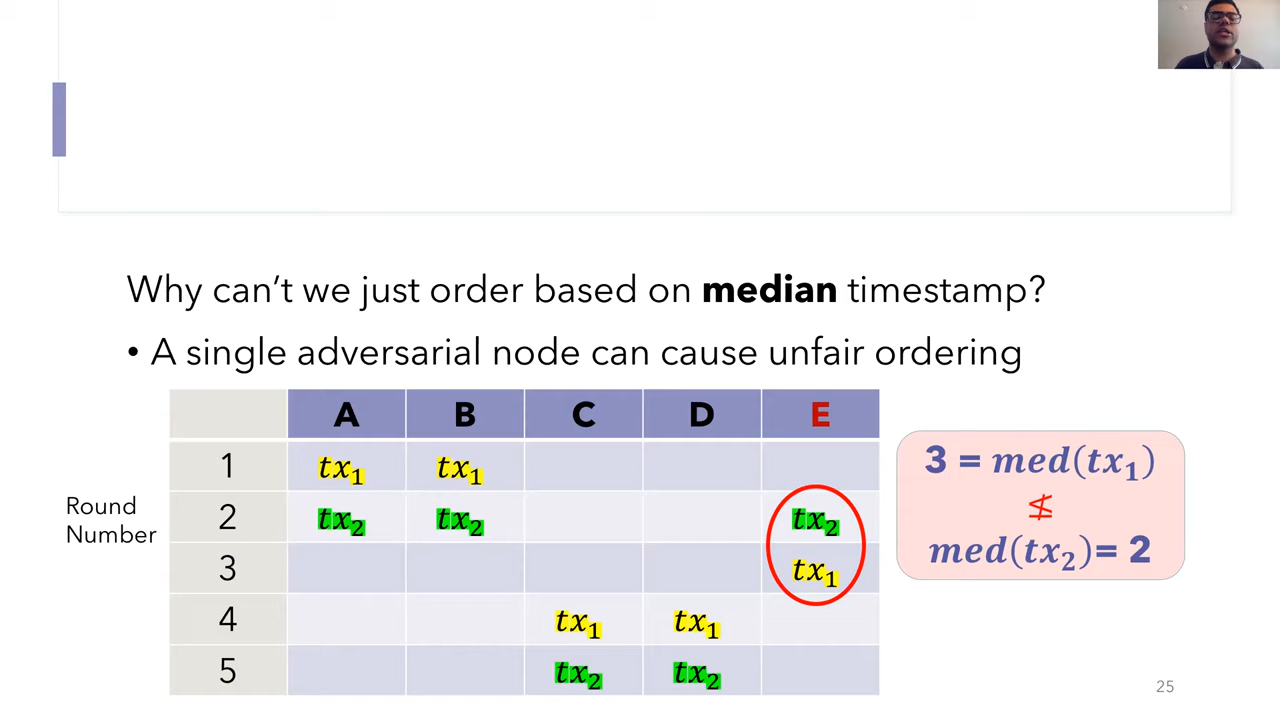 Why can't we just order based on median timestamp?
• A single adversarial node can cause unfair ordering
A B C D E
1 tx₁ tx₁
Round Number
2 tx₂ tx₂ tx₂
3 tx₁
4 tx₁ tx₁
5 tx₂ tx₂
3 = med(tx₁)
≰
med(tx₂)= 2
25